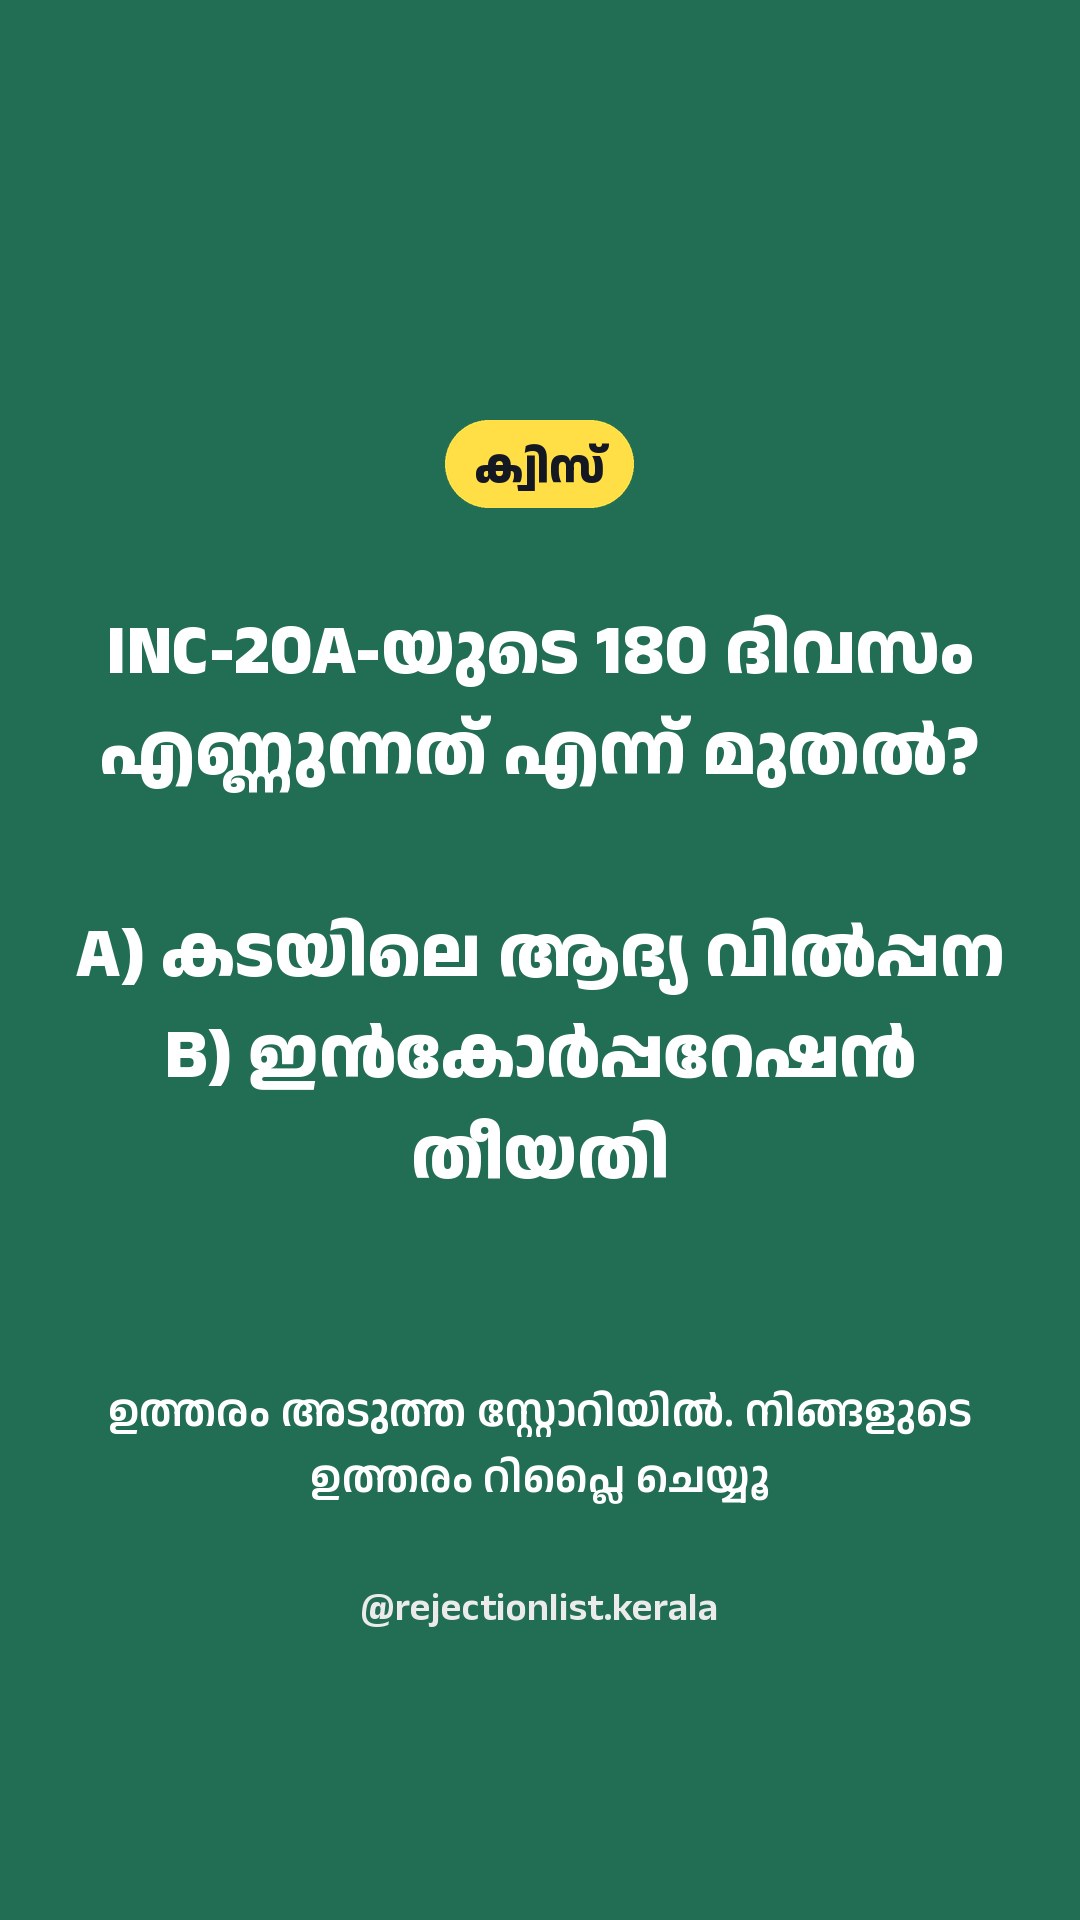 ക്വിസ്
INC-20A-യുടെ 180 ദിവസം
എണ്ണുന്നത് എന്ന് മുതൽ?
A) കടയിലെ ആദ്യ വിൽപ്പന
B) ഇൻകോർപ്പറേഷൻ
തീയതി
ഉത്തരം അടുത്ത സ്റ്റോറിയിൽ. നിങ്ങളുടെ
ഉത്തരം റിപ്ലൈ ചെയ്യൂ
@rejectionlist.kerala